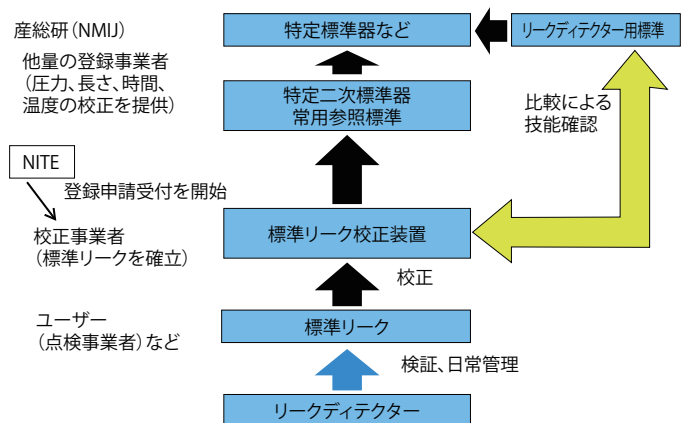 産総研（NMIJ）
特定標準器など
リークディテクター用標準
他量の登録事業者
（圧力、長さ、時間、
温度の校正を提供）
特定二次標準器
常用参照標準
比較による
技能確認
NITE
登録申請受付を開始
校正事業者
（標準リークを確立）
標準リーク校正装置
校正
ユーザー
（点検事業者）など
標準リーク
検証、日常管理
リークディテクター